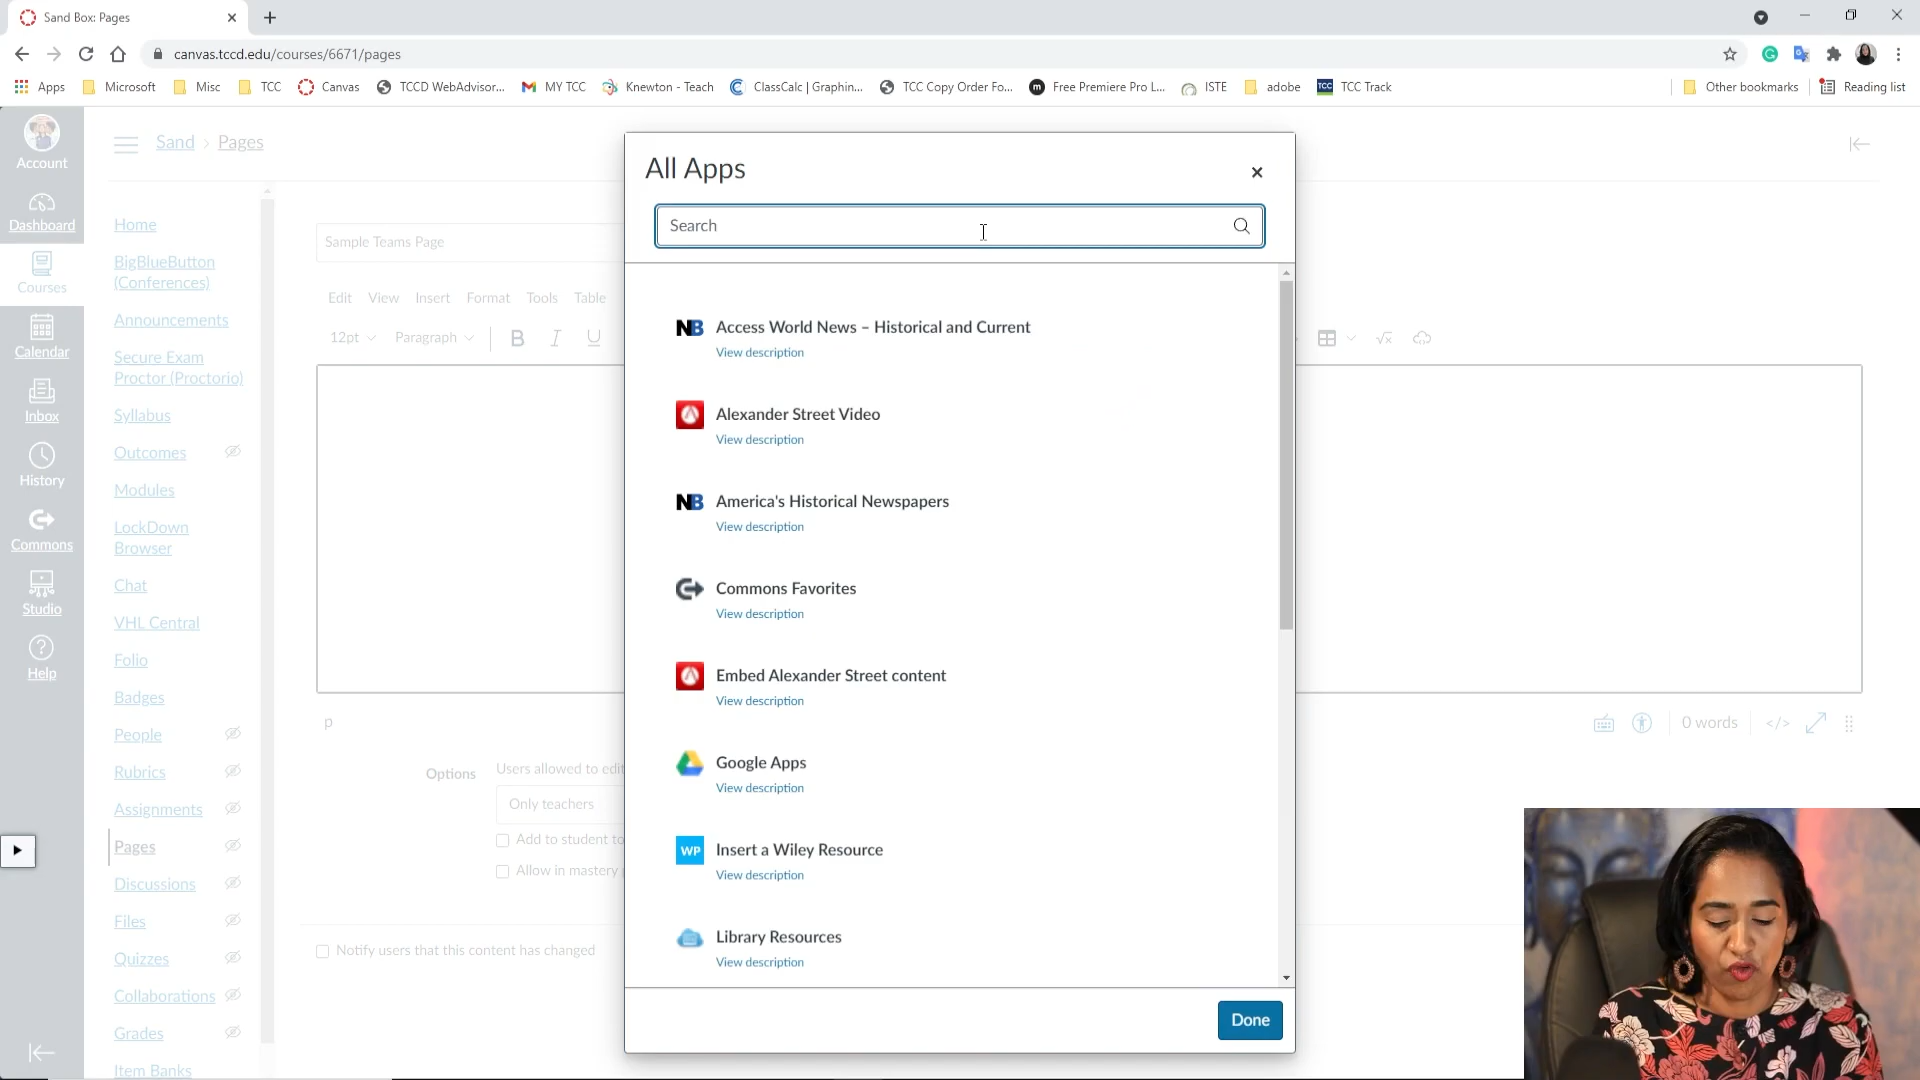 Sand Box: Pages
canvas.tccd.edu/courses/6671/pages
Apps Microsoft Misc TCC Canvas TCCD WebAdvisor... MY TCC Knewton - Teach ClassCalc | Graphin... TCC Copy Order Fo... Free Premiere Pro L... ISTE adobe TCC TCC Track Other bookmarks Reading list
Account
Dashboard
Courses
Calendar
Inbox
History
Commons
Studio
Help
Sand > Pages
Home
BigBlueButton
(Conferences)
Announcements
Secure Exam
Proctor (Proctorio)
Syllabus
Outcomes
Modules
LockDown
Browser
Chat
VHL Central
Folio
Badges
People
Rubrics
Assignments
Pages
Discussions
Files
Quizzes
Collaborations
Grades
Item Banks
Sample Teams Page
Edit View Insert Format Tools Table
12pt Paragraph B I U
p
0 words </>
Options
Users allowed to edit
Only teachers
Add to student to
Allow in mastery
Notify users that this content has changed
All Apps
Search
NB Access World News – Historical and Current
View description
Alexander Street Video
View description
NB America's Historical Newspapers
View description
Commons Favorites
View description
Embed Alexander Street content
View description
Google Apps
View description
WP Insert a Wiley Resource
View description
Library Resources
View description
Done